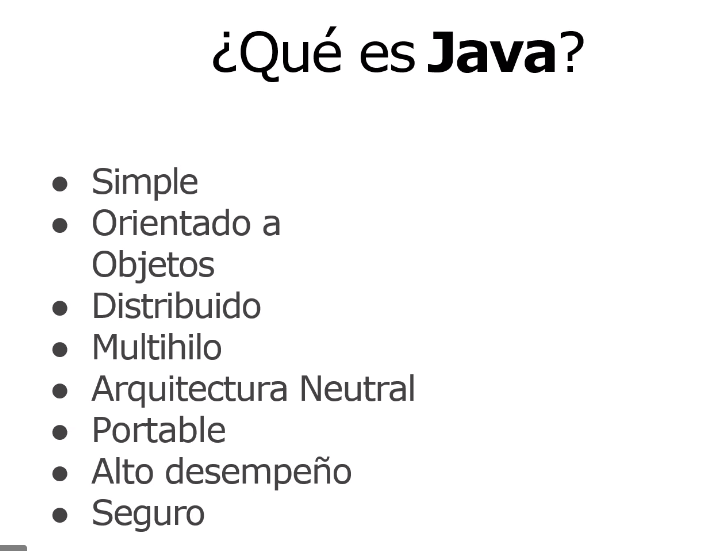 ¿Qué es Java?
● Simple
● Orientado a
Objetos
● Distribuido
● Multihilo
● Arquitectura Neutral
● Portable
● Alto desempeño
● Seguro